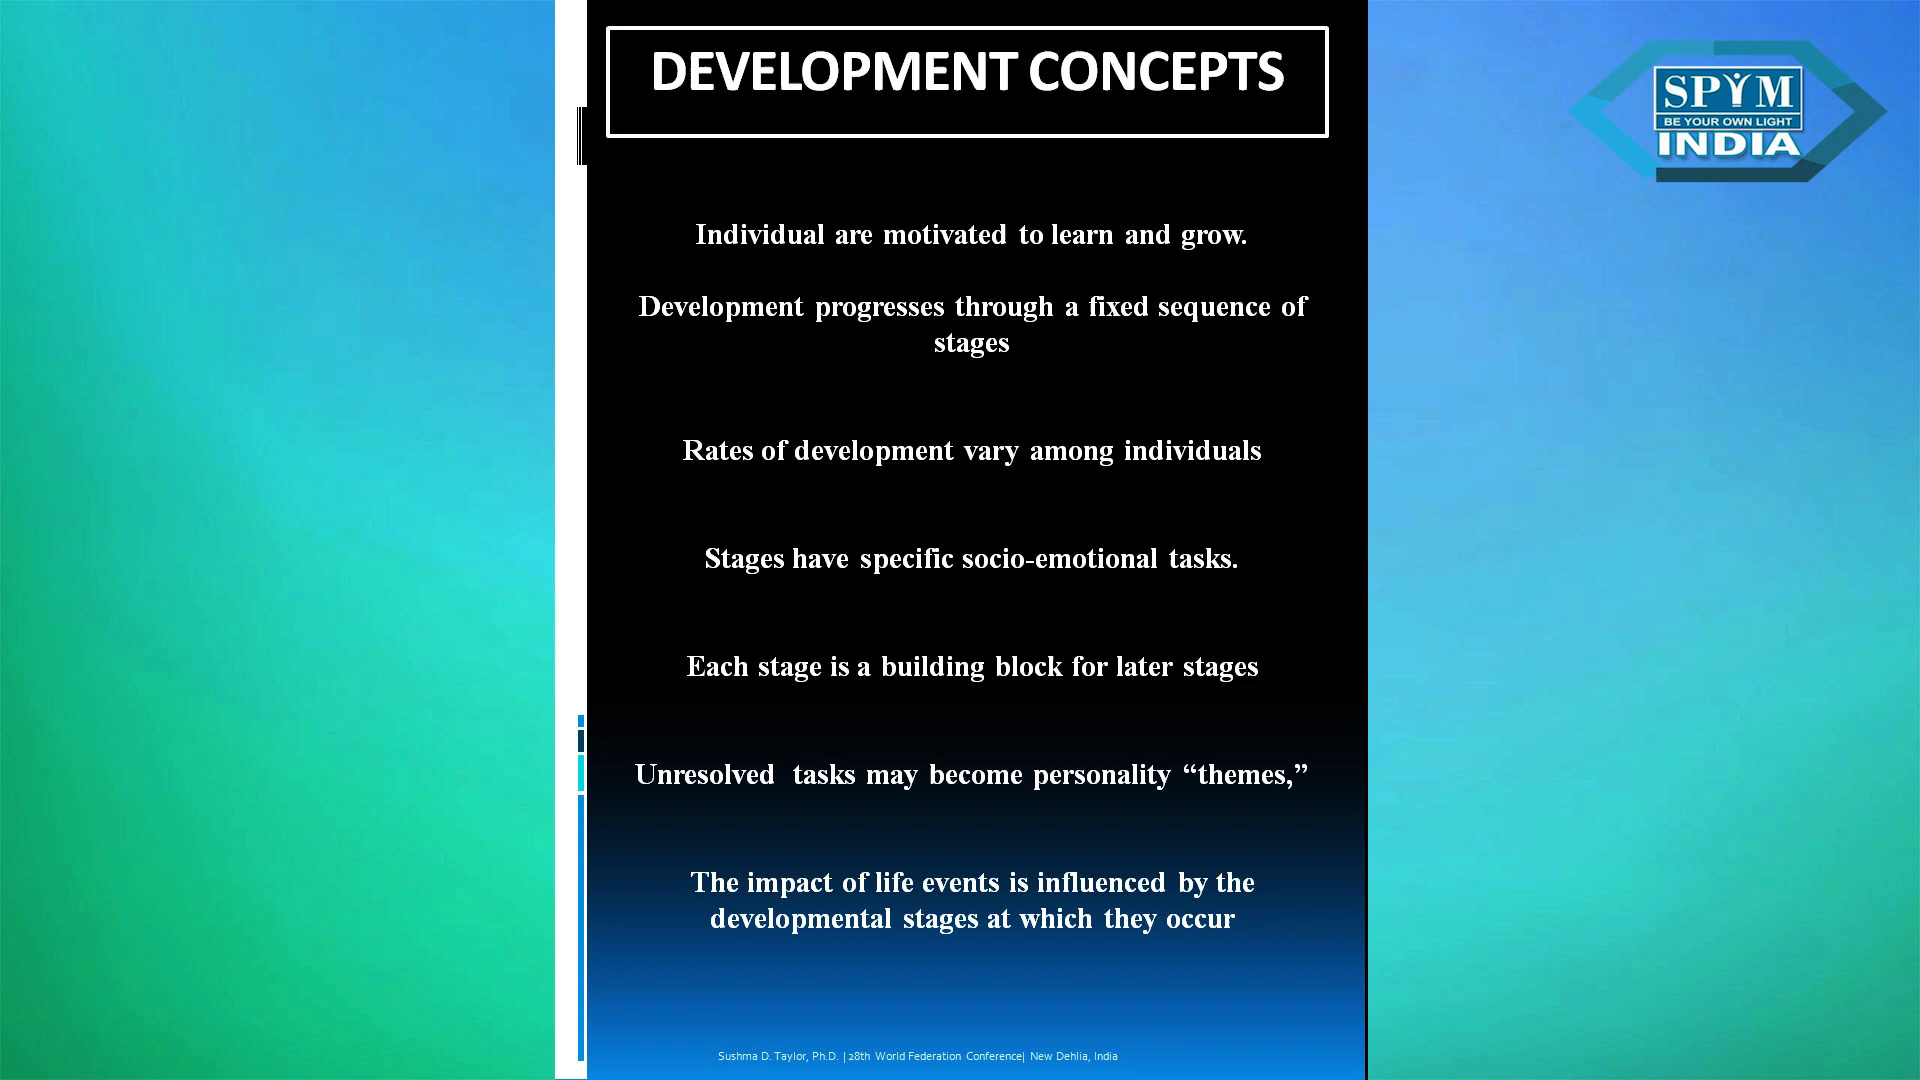 DEVELOPMENT CONCEPTS
SPYM
BE YOUR OWN LIGHT
INDIA
Individual are motivated to learn and grow.
Development progresses through a fixed sequence of
stages
Rates of development vary among individuals
Stages have specific socio-emotional tasks.
Each stage is a building block for later stages
Unresolved tasks may become personality “themes,”
The impact of life events is influenced by the
developmental stages at which they occur
Sushma D. Taylor, Ph.D. | 28th World Federation Conference| New Dehlia, India